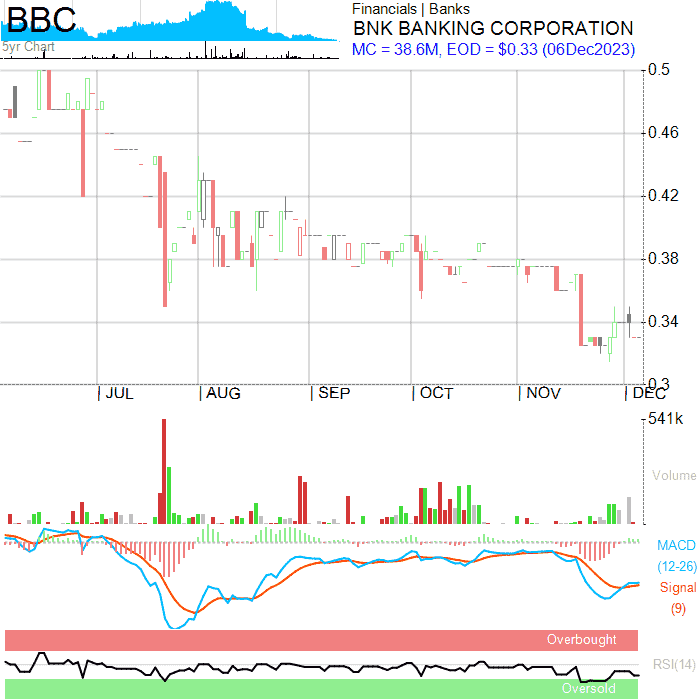 BBC
Financials | Banks
BNK BANKING CORPORATION
MC = 38.6M, EOD = $0.33 (06Dec2023)
5yr Chart
0.5
0.46
0.42
0.38
0.34
0.3
JUL AUG SEP OCT NOV DEC
541k
Volume
MACD
(12-26)
Signal
(9)
Overbought
RSI(14)
Oversold